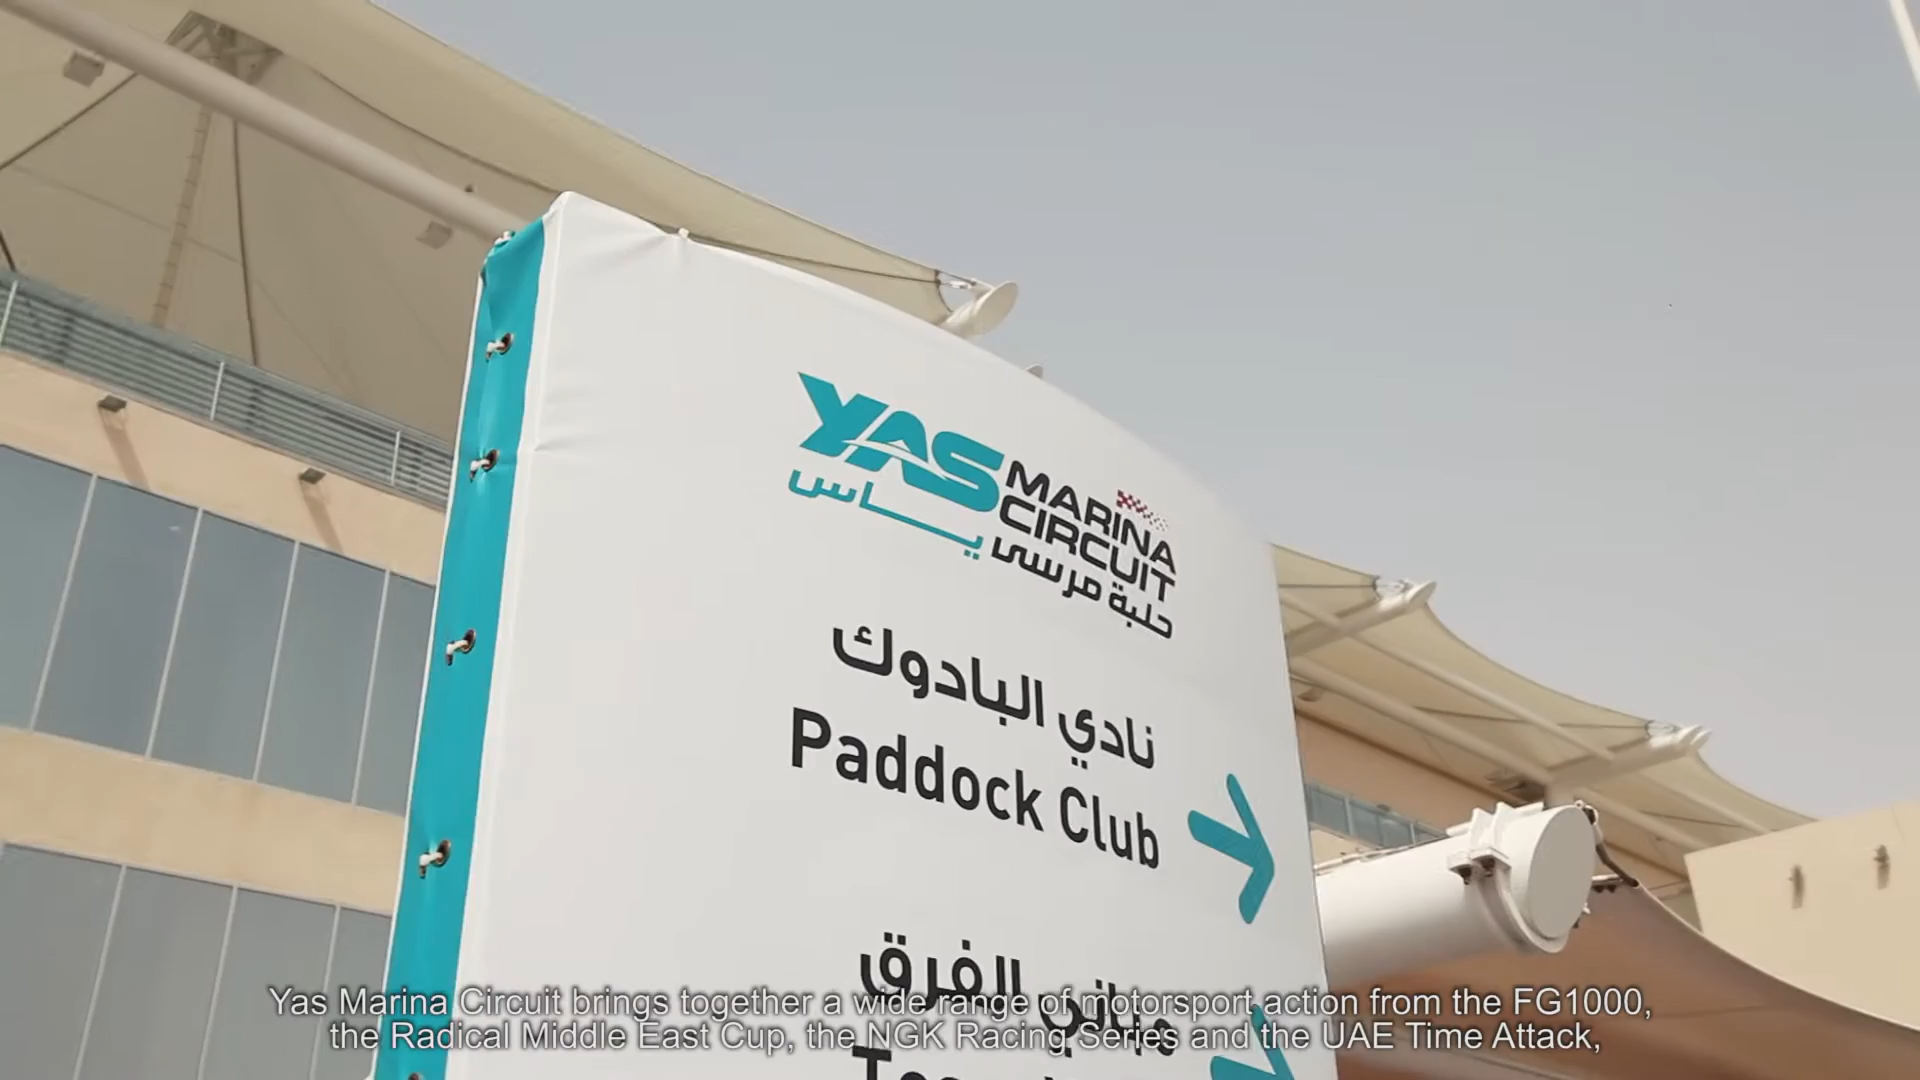 YAS MARINA
CIRCUIT
حلبة مرسى ياس
نادي البادوك
Paddock Club
مباني الفرق
Yas Marina Circuit brings together a wide range of motorsport action from the FG1000,
the Radical Middle East Cup, the NGK Racing Series and the UAE Time Attack,